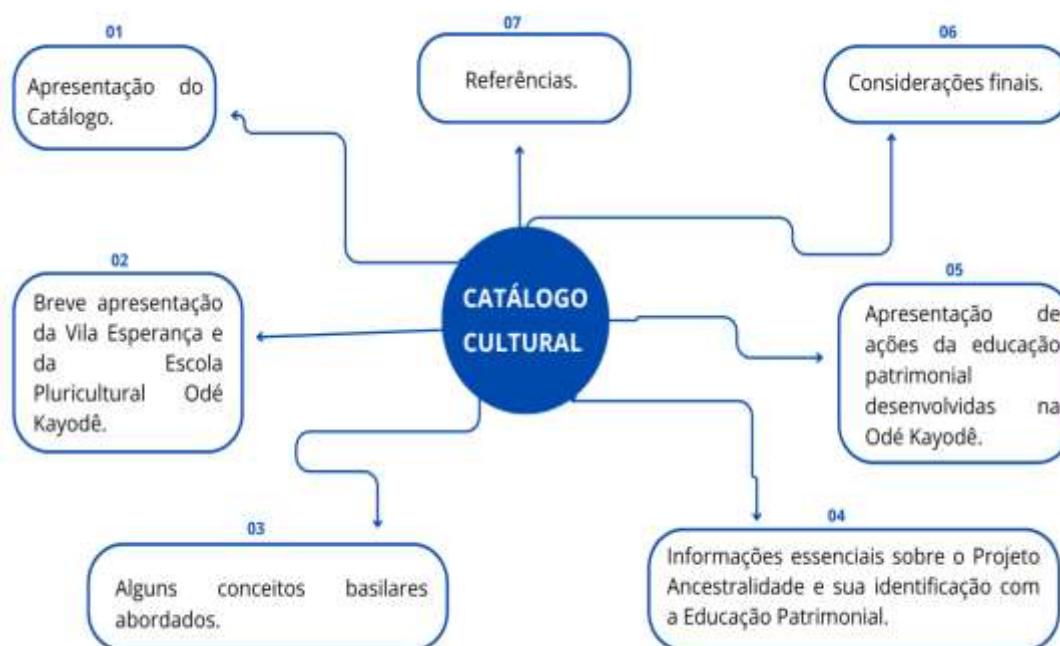 01
Apresentação do
Catálogo.
07
Referências.
06
Considerações finais.
02
Breve apresentação
da Vila Esperança e
da Escola
Pluricultural Odé
Kayodê.
CATÁLOGO
CULTURAL
05
Apresentação de
ações da educação
patrimonial
desenvolvidas na
Odé Kayodê.
03
Alguns conceitos basilares
abordados.
04
Informações essenciais sobre o Projeto
Ancestralidade e sua identificação com
a Educação Patrimonial.